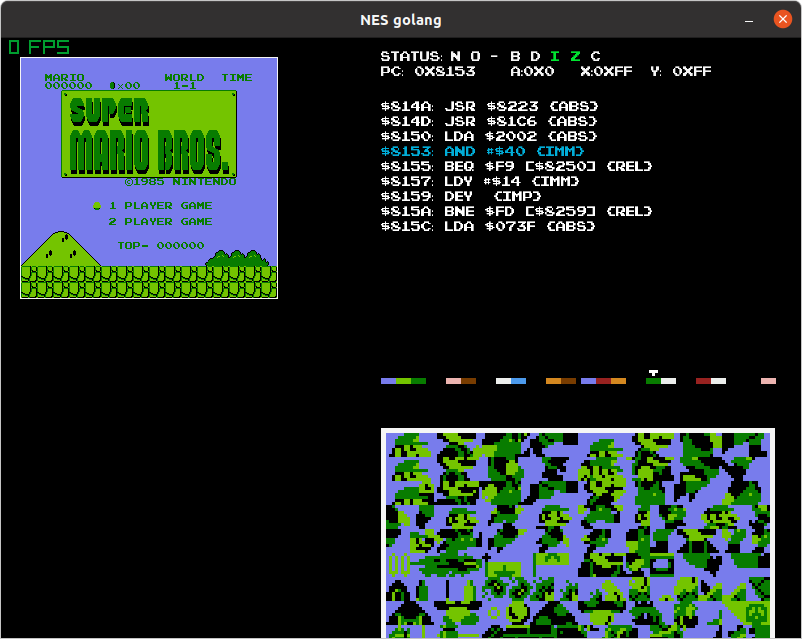 NES golang
0 FPS
MARIO WORLD TIME
000000 x00 1-1
SUPER
MARIO BROS.
©1985 NINTENDO
1 PLAYER GAME
2 PLAYER GAME
TOP- 000000
STATUS: N O - B D I Z C
PC: 0X8153 A:0X0 X:0XFF Y: 0XFF
$814A: JSR $8223 {ABS}
$814D: JSR $81C6 {ABS}
$8150: LDA $2002 {ABS}
$8153: AND #$40 {IMM}
$8155: BEQ $F9 [$8250] {REL}
$8157: LDY #$14 {IMM}
$8159: DEY {IMP}
$815A: BNE $FD [$8259] {REL}
$815C: LDA $073F {ABS}